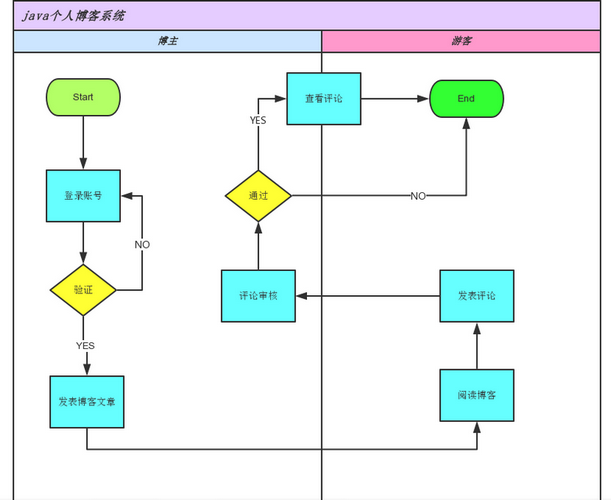 java个人博客系统
博主
游客
Start
登录账号
NO
验证
YES
发表博客文章
阅读博客
发表评论
评论审核
通过
YES
NO
查看评论
End